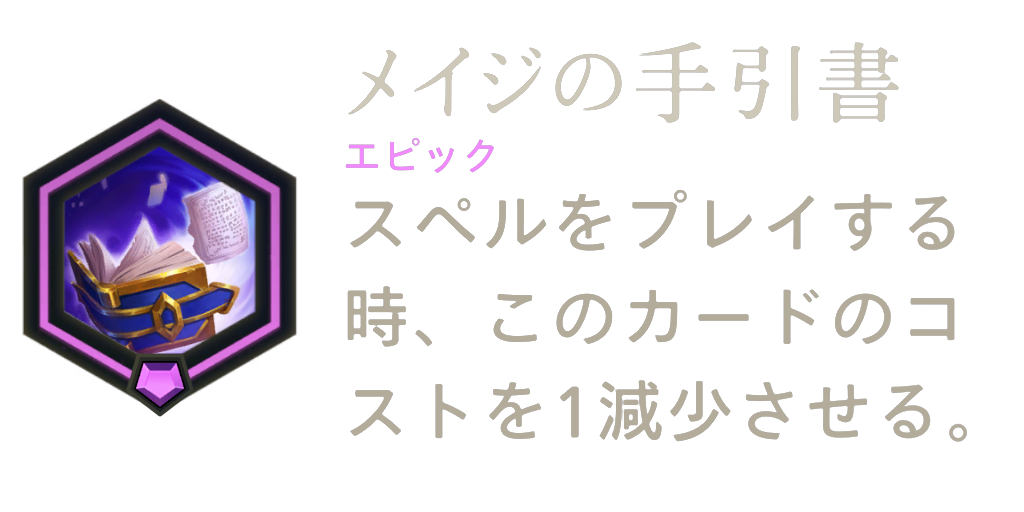 メイジの手引書
エピック
スペルをプレイする
時、このカードのコ
ストを1減少させる。